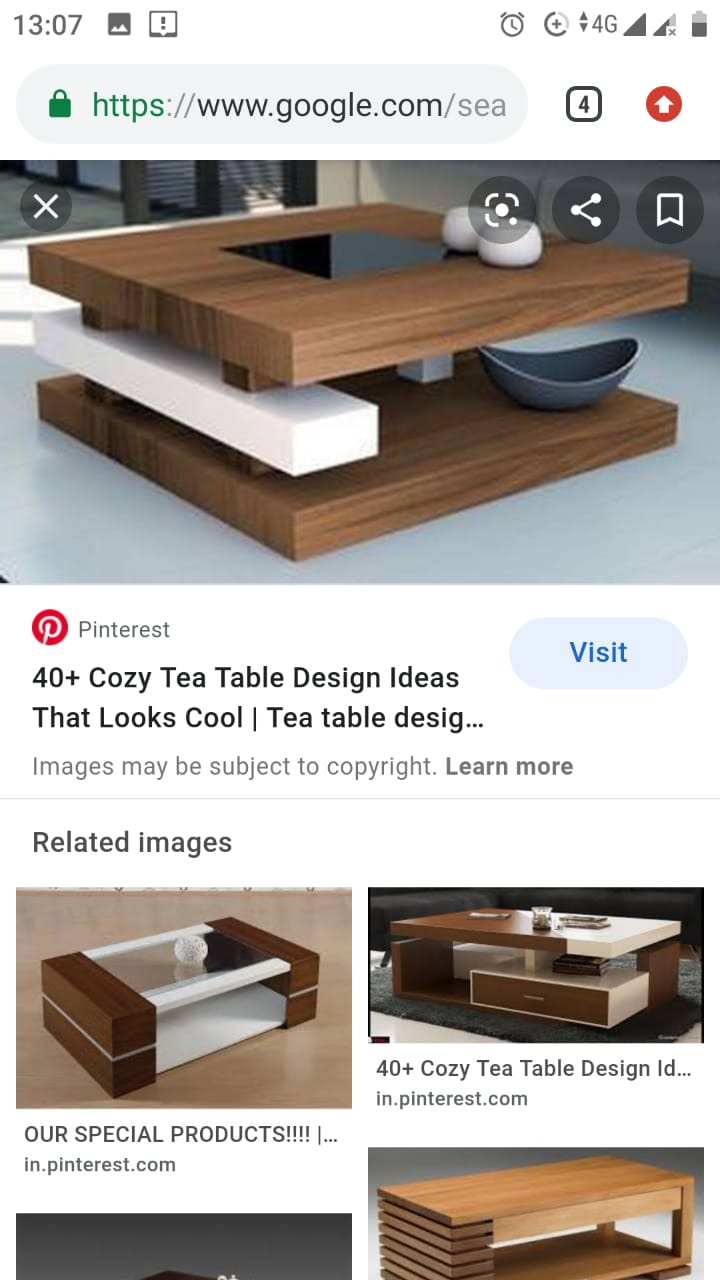 13:07
4G
https://www.google.com/sea
4
Pinterest
Visit
40+ Cozy Tea Table Design Ideas
That Looks Cool | Tea table desig...
Images may be subject to copyright. Learn more
Related images
OUR SPECIAL PRODUCTS!!!! |...
in.pinterest.com
40+ Cozy Tea Table Design Id...
in.pinterest.com